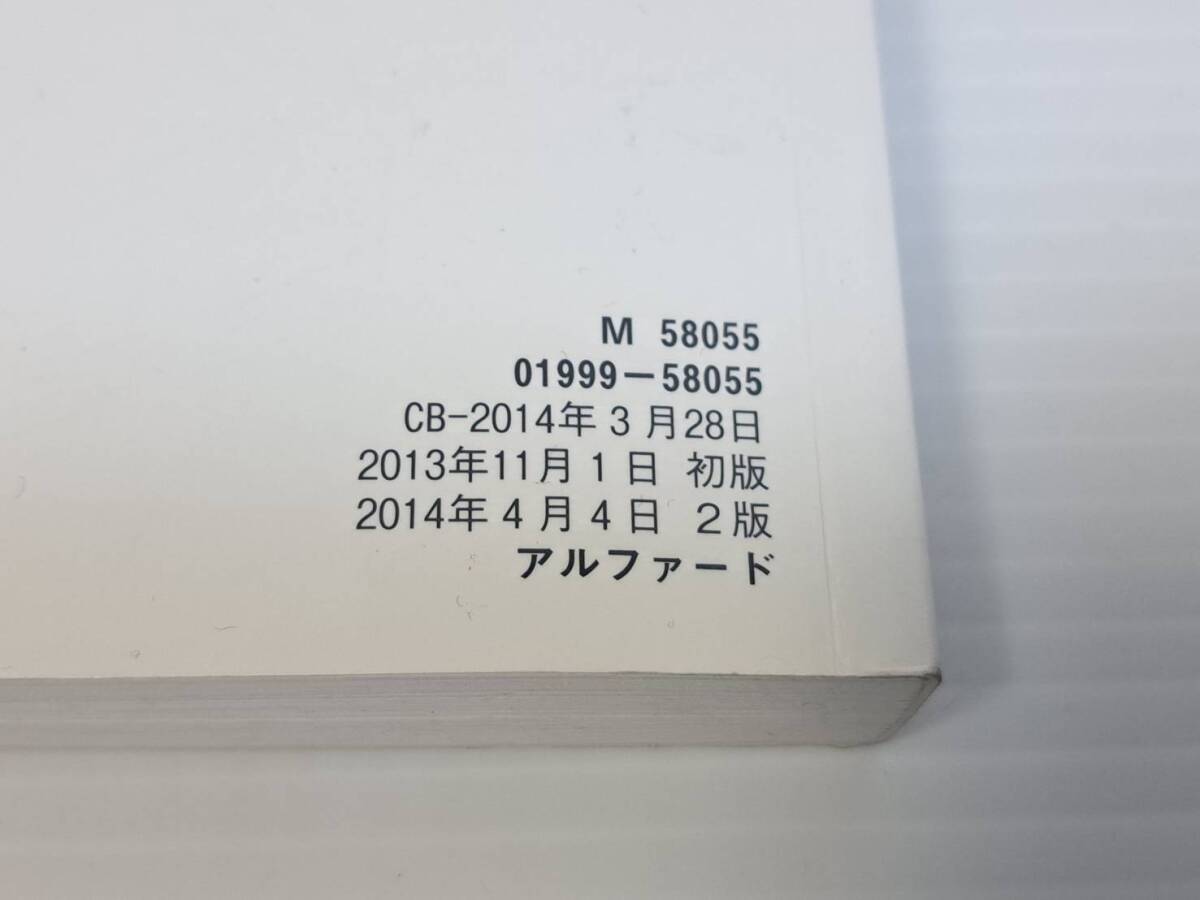 M 58055
01999-58055
CB-2014年3月28日
2013年11月1日 初版
2014年4月4日 2版
アルファード